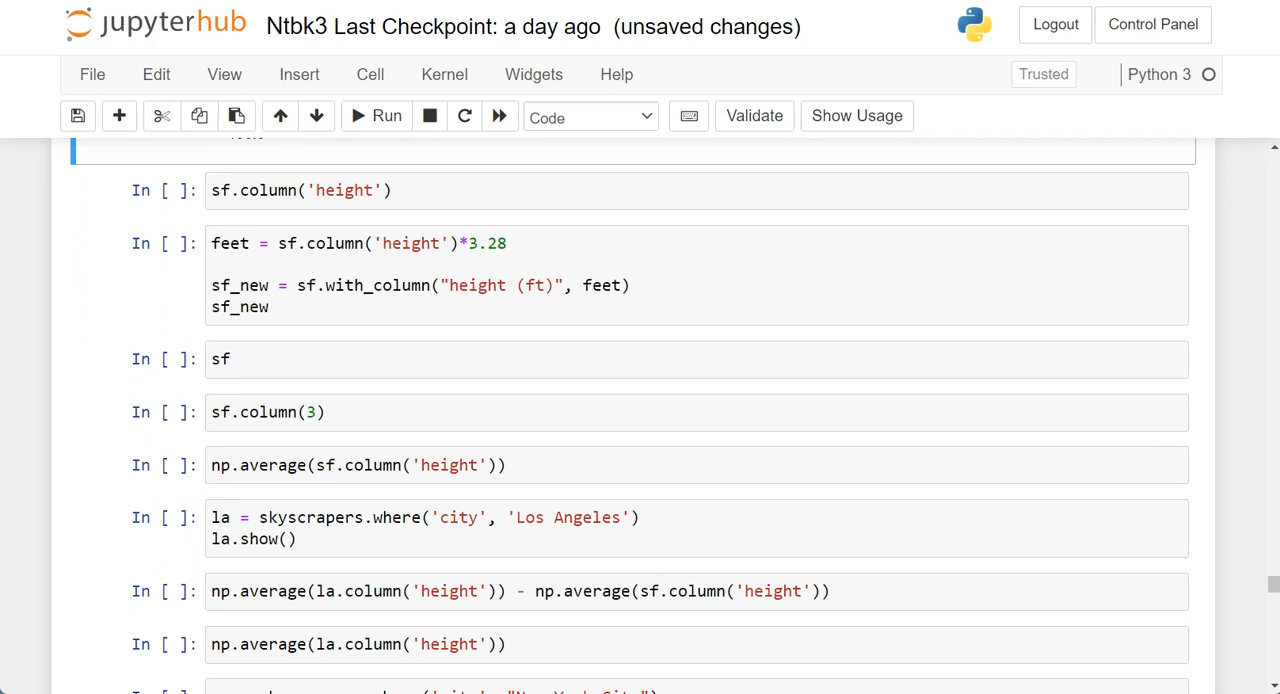 jupyterhub Ntbk3 Last Checkpoint: a day ago (unsaved changes) Logout Control Panel
File Edit View Insert Cell Kernel Widgets Help Trusted Python 3
Run Code Validate Show Usage
In [ ]: sf.column('height')
In [ ]: feet = sf.column('height')*3.28
sf_new = sf.with_column("height (ft)", feet)
sf_new
In [ ]: sf
In [ ]: sf.column(3)
In [ ]: np.average(sf.column('height'))
In [ ]: la = skyscrapers.where('city', 'Los Angeles')
la.show()
In [ ]: np.average(la.column('height')) - np.average(sf.column('height'))
In [ ]: np.average(la.column('height'))